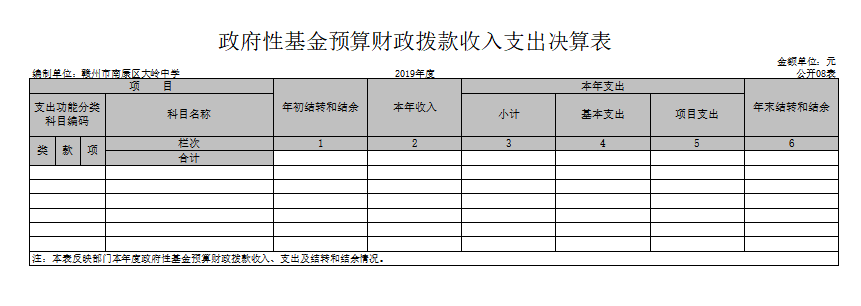 政府性基金预算财政拨款收入支出决算表
金额单位：元
编制单位：赣州市南康区大岭中学 2019年度 公开08表
项 目 年初结转和结余 本年收入 本年支出 年末结转和结余
支出功能分类科目编码 科目名称 小计 基本支出 项目支出
类 款 项 栏次 1 2 3 4 5 6
合计
注：本表反映部门本年度政府性基金预算财政拨款收入、支出及结转和结余情况。